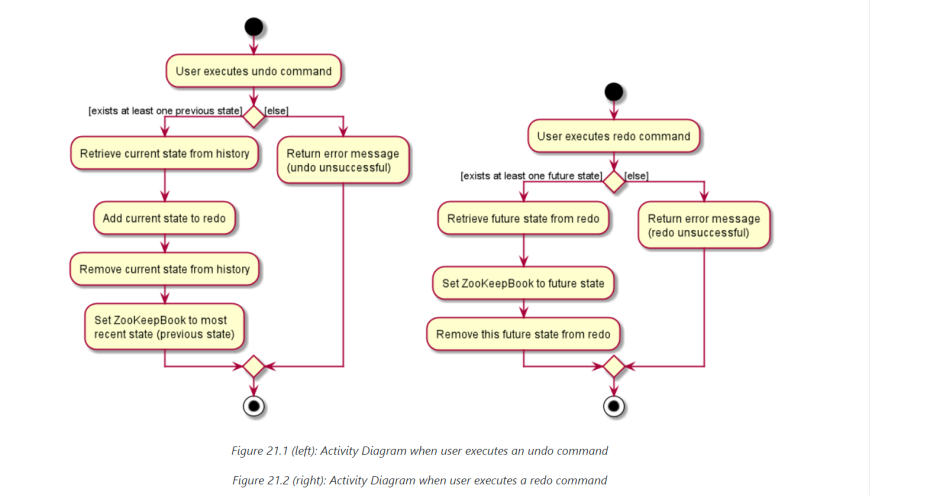 User executes undo command
[exists at least one previous state]
[else]
Retrieve current state from history
Return error message
(undo unsuccessful)
Add current state to redo
Remove current state from history
Set ZooKeepBook to most
recent state (previous state)
User executes redo command
[exists at least one future state]
[else]
Retrieve future state from redo
Return error message
(redo unsuccessful)
Set ZooKeepBook to future state
Remove this future state from redo
Figure 21.1 (left): Activity Diagram when user executes an undo command
Figure 21.2 (right): Activity Diagram when user executes a redo command